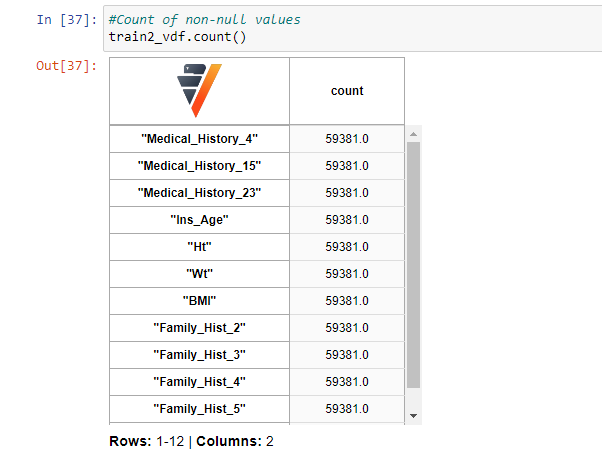 In [37]: #Count of non-null values
train2_vdf.count()
Out[37]:
count
"Medical_History_4" 59381.0
"Medical_History_15" 59381.0
"Medical_History_23" 59381.0
"Ins_Age" 59381.0
"Ht" 59381.0
"Wt" 59381.0
"BMI" 59381.0
"Family_Hist_2" 59381.0
"Family_Hist_3" 59381.0
"Family_Hist_4" 59381.0
"Family_Hist_5" 59381.0
Rows: 1-12 | Columns: 2